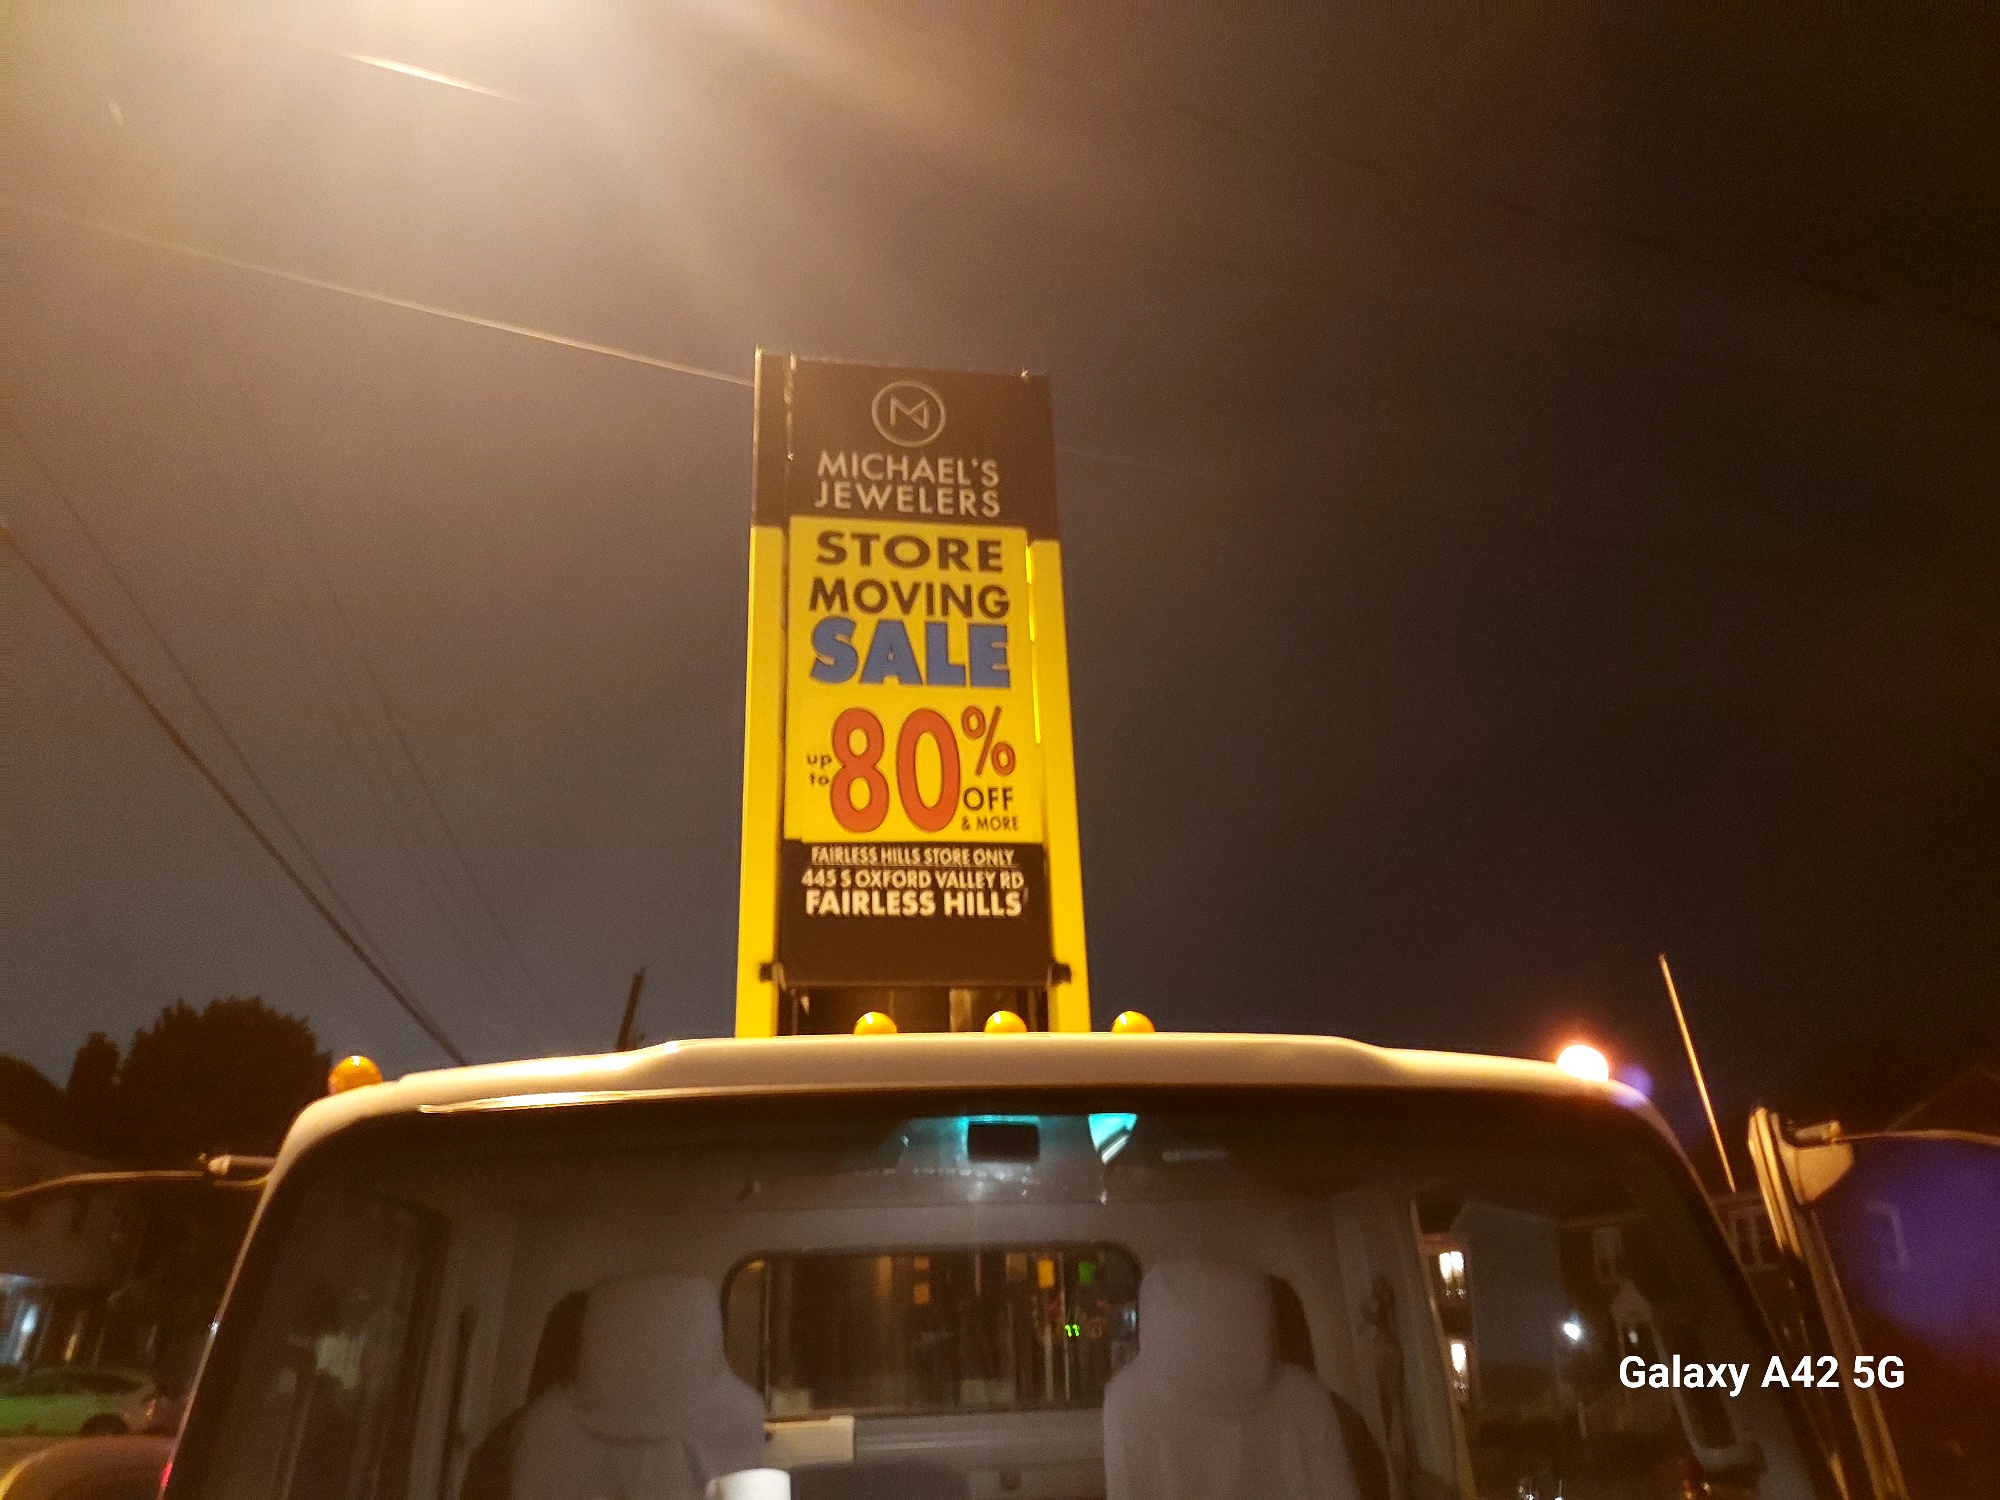 M
MICHAEL'S
JEWELERS
STORE
MOVING
SALE
up to 80% OFF
& MORE
FAIRLESS HILLS STORE ONLY
445 S OXFORD VALLEY RD
FAIRLESS HILLS
Galaxy A42 5G